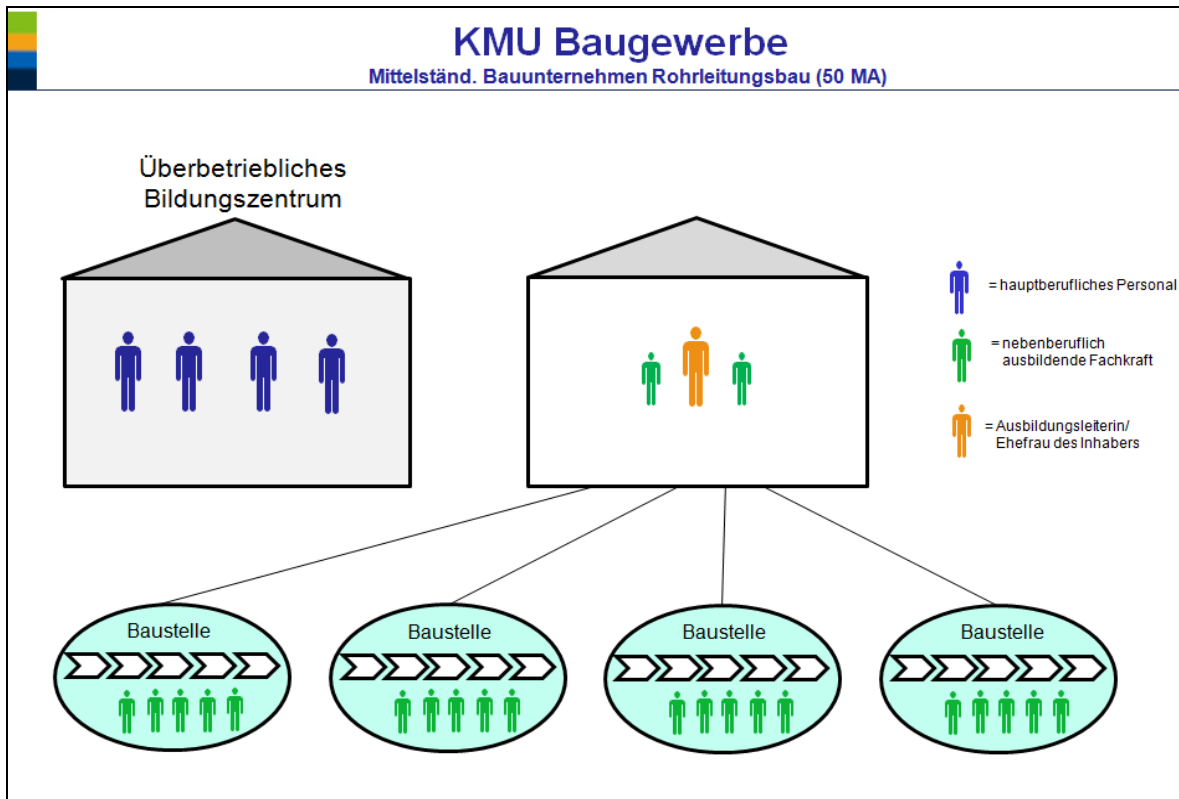 KMU Baugewerbe
Mittelständ. Bauunternehmen Rohrleitungsbau (50 MA)
Überbetriebliches
Bildungszentrum
= hauptberufliches Personal
= nebenberuflich
ausbildende Fachkraft
= Ausbildungsleiterin/
Ehefrau des Inhabers
Baustelle
Baustelle
Baustelle
Baustelle